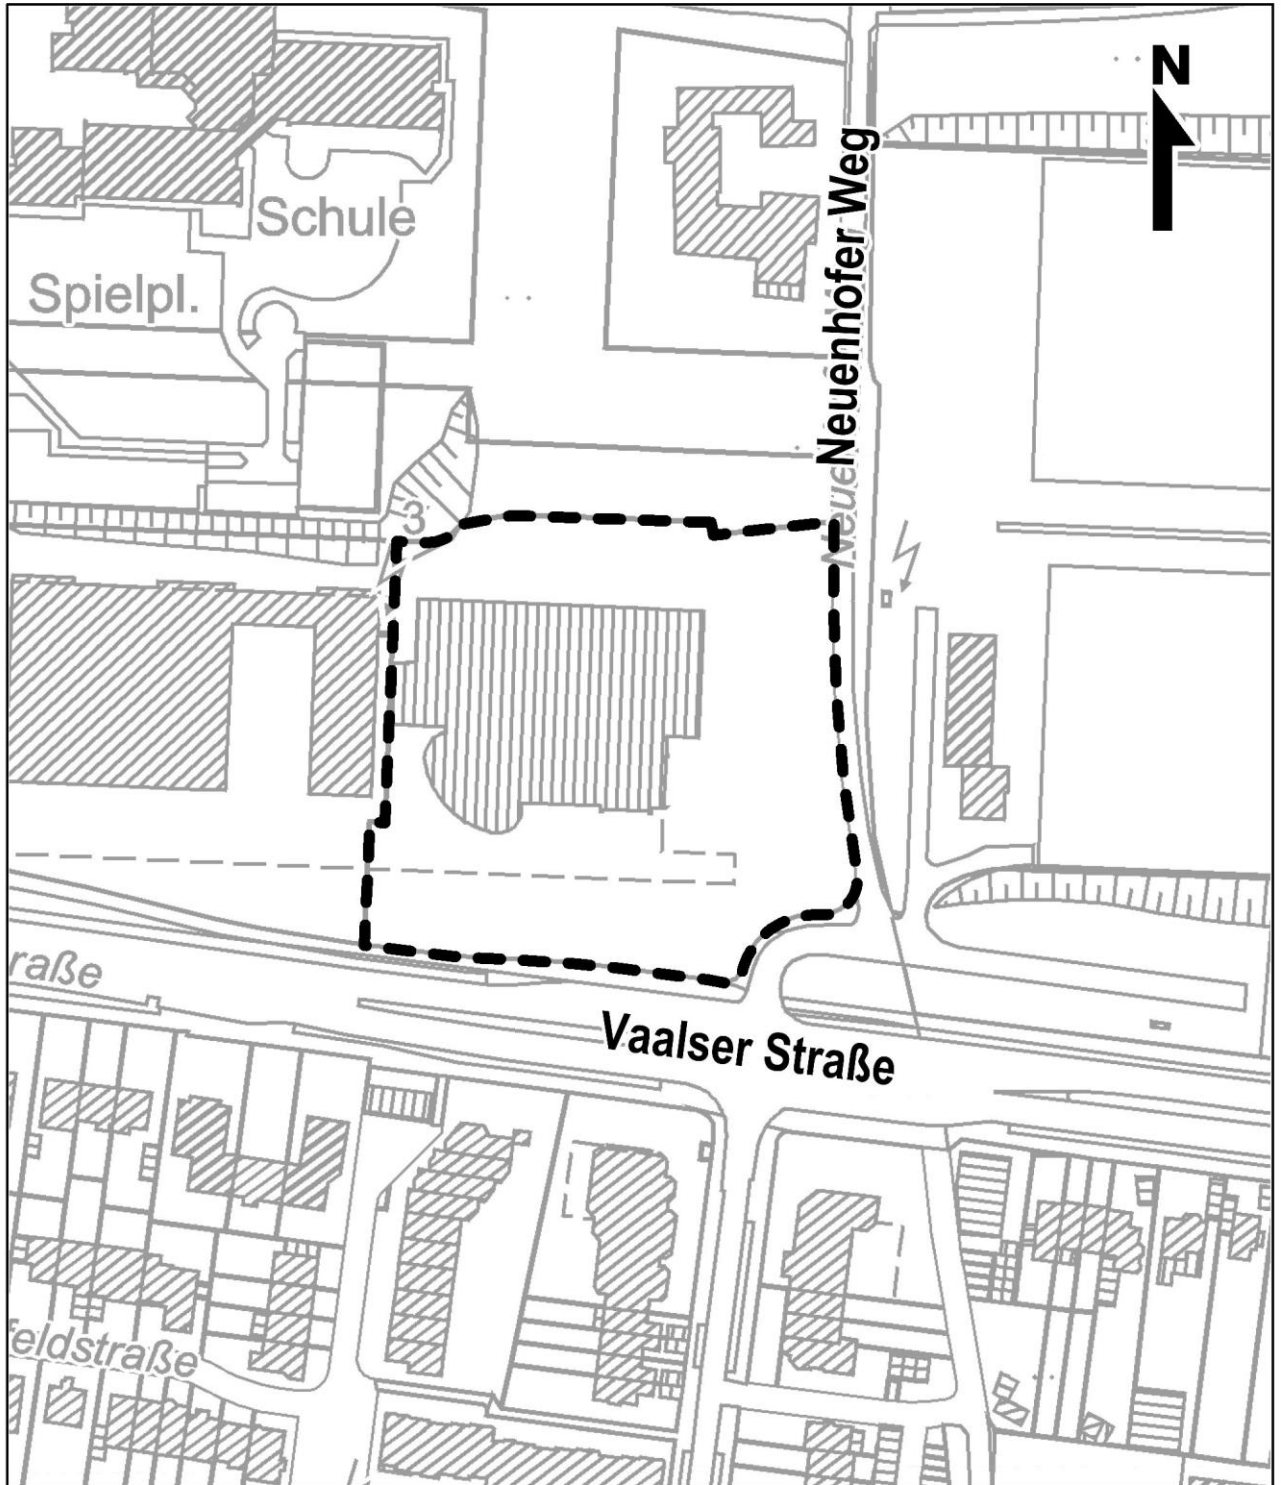 N
Neuenhofer Weg
Schule
Spielpl.
Neue
3
raße
Vaalser Straße
feldstraße